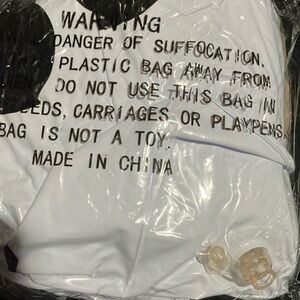 WARNING
DANGER OF SUFFOCATION.
PLASTIC BAG AWAY FROM
DO NOT USE THIS BAG IN
EDS, CARRIAGES OR PLAYPENS
BAG IS NOT A TOY.
MADE IN CHINA